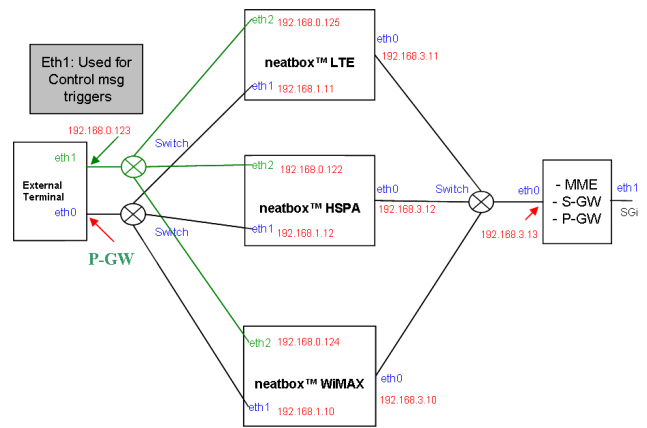 Eth1: Used for
Control msg
triggers
192.168.0.123
eth1
External
Terminal
eth0
P-GW
Switch
Switch
eth2 192.168.0.125
neatbox™ LTE
eth1 192.168.1.11
eth0
192.168.3.11
eth2 192.168.0.122
neatbox™ HSPA
eth1 192.168.1.12
eth0
192.168.3.12
eth2 192.168.0.124
neatbox™ WiMAX
eth1 192.168.1.10
eth0
192.168.3.10
Switch
eth0
192.168.3.13
- MME
- S-GW
- P-GW
eth1
SGi